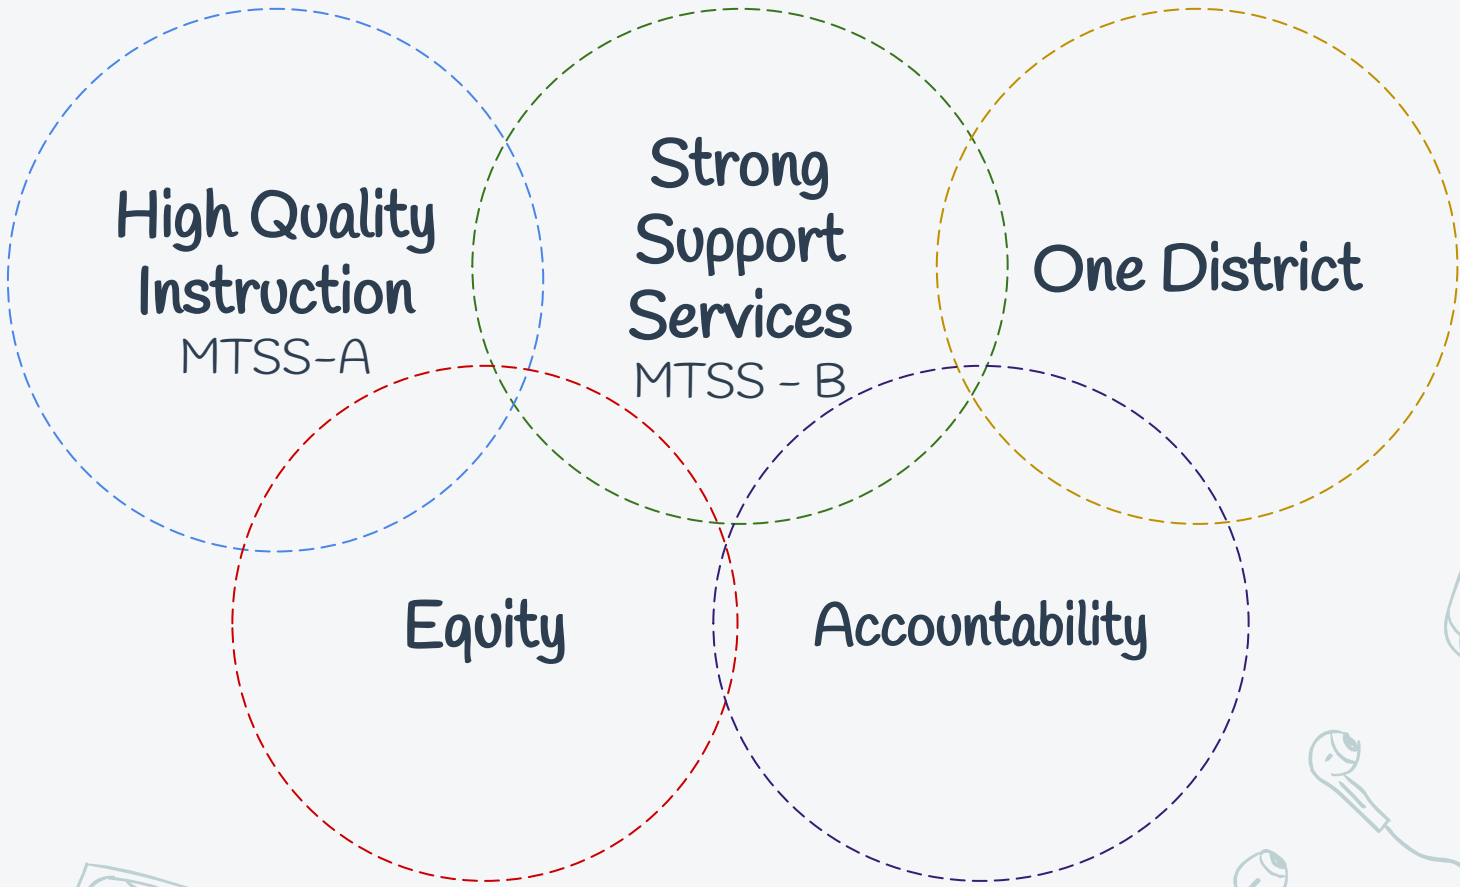 High Quality
Instruction
MTSS-A
Strong
Support
Services
MTSS - B
One District
Equity
Accountability